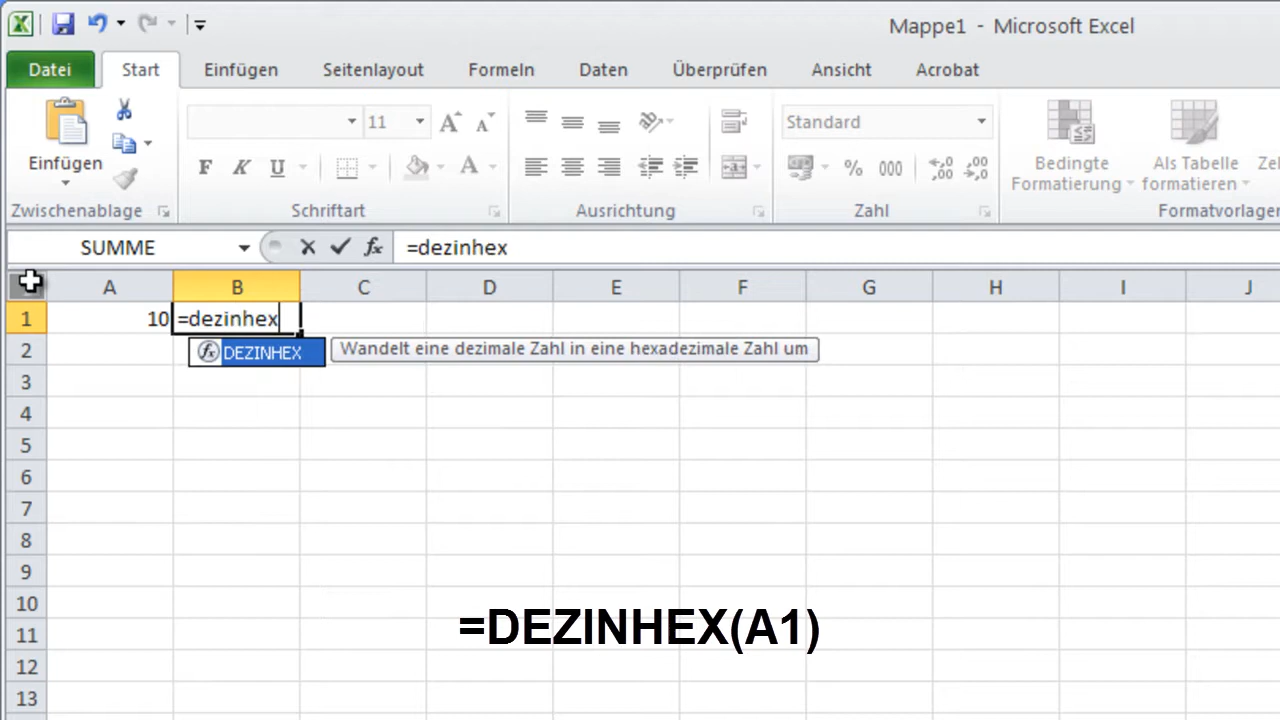 Mappe1 - Microsoft Excel
Datei Start Einfügen Seitenlayout Formeln Daten Überprüfen Ansicht Acrobat
Einfügen
11
Standard
F K U
A A
A
% 000
Bedingte Formatierung
Als Tabelle formatieren
Zwischenablage Schriftart Ausrichtung Zahl Formatvorlagen
SUMME fx =dezinhex
A B C D E F G H I J
1 10 =dezinhex
2 DEZINHEX Wandelt eine dezimale Zahl in eine hexadezimale Zahl um
3
4
5
6
7
8
9
10
11
12
13
=DEZINHEX(A1)